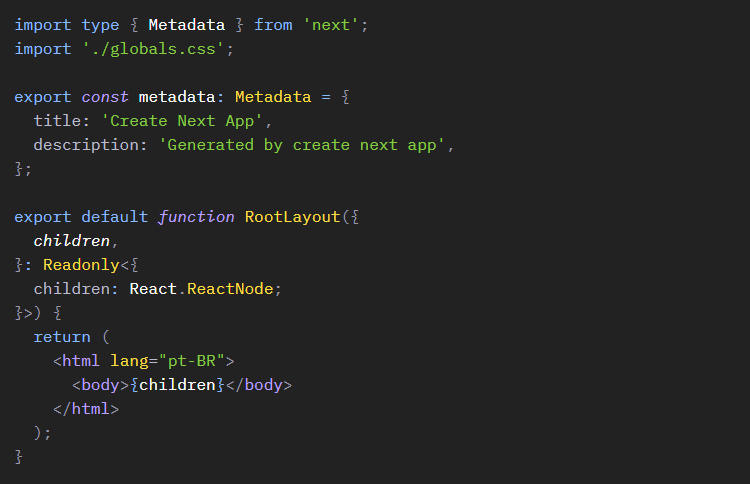 import type { Metadata } from 'next';
import './globals.css';

export const metadata: Metadata = {
  title: 'Create Next App',
  description: 'Generated by create next app',
};

export default function RootLayout({
  children,
}: Readonly<{
  children: React.ReactNode;
}>) {
  return (
    <html lang="pt-BR">
      <body>{children}</body>
    </html>
  );
}